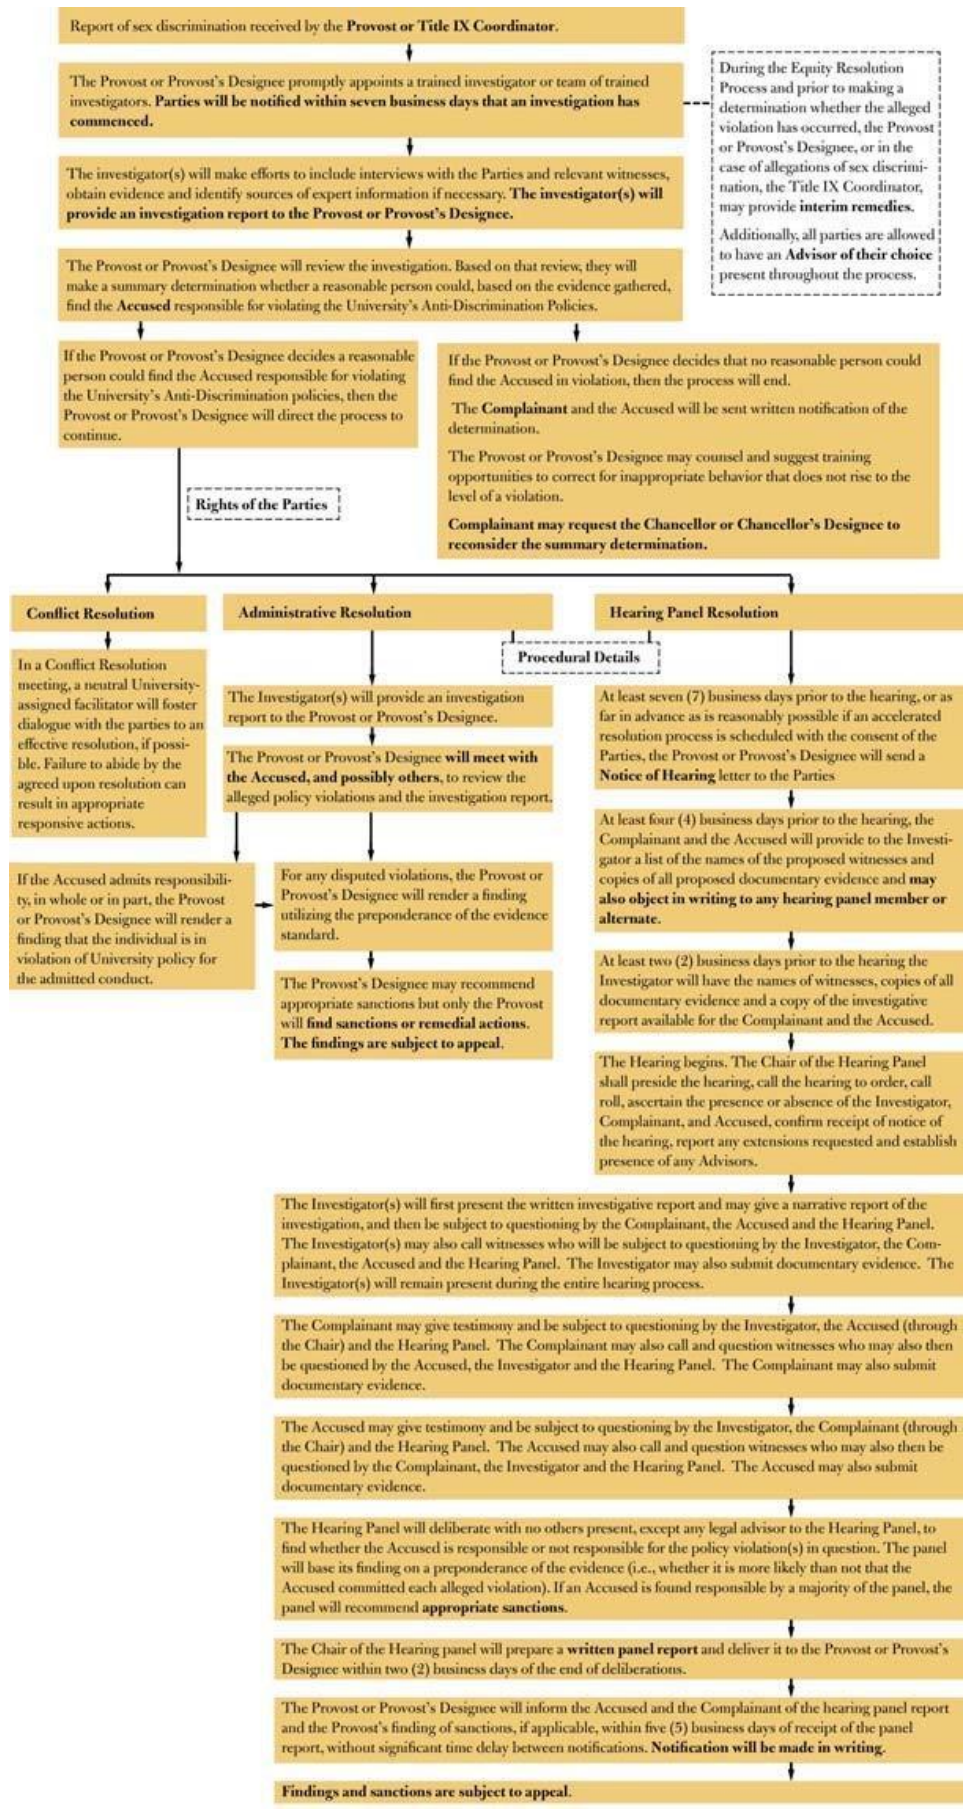 Report of sex discrimination received by the Provost or Title IX Coordinator.
The Provost or Provost's Designee promptly appoints a trained investigator or team of trained
investigators. Parties will be notified within seven business days that an investigation has
commenced.
During the Equity Resolution
Process and prior to making a
determination whether the alleged
violation has occurred, the Provost
or Provost's Designee, or in the
case of allegations of sex discrimi-
nation, the Title IX Coordinator,
may provide interim remedies.
Additionally, all parties are allowed
to have an Advisor of their choice
present throughout the process.
The investigator(s) will make efforts to include interviews with the Parties and relevant witnesses,
obtain evidence and identify sources of expert information if necessary. The investigator(s) will
provide an investigation report to the Provost or Provost's Designee.
The Provost or Provost's Designee will review the investigation. Based on that review, they will
make a summary determination whether a reasonable person could, based on the evidence gathered,
find the Accused responsible for violating the University's Anti-Discrimination Policies.
If the Provost or Provost's Designee decides a reasonable
person could find the Accused responsible for violating
the University's Anti-Discrimination policies, then the
Provost or Provost's Designee will direct the process to
continue.
If the Provost or Provost's Designee decides that no reasonable person could
find the Accused in violation, then the process will end.
The Complainant and the Accused will be sent written notification of the
determination.
The Provost or Provost's Designee may counsel and suggest training
opportunities to correct for inappropriate behavior that does not rise to the
level of a violation.
Complainant may request the Chancellor or Chancellor's Designee to
reconsider the summary determination.
Rights of the Parties
Conflict Resolution
In a Conflict Resolution
meeting, a neutral University-
assigned facilitator will foster
dialogue with the parties to an
effective resolution, if possi-
ble. Failure to abide by the
agreed upon resolution can
result in appropriate
responsive actions.
Administrative Resolution
Procedural Details
The Investigator(s) will provide an investigation
report to the Provost or Provost's Designee.
The Provost or Provost's Designee will meet with
the Accused, and possibly others, to review the
alleged policy violations and the investigation report.
If the Accused admits responsibili-
ty, in whole or in part, the Provost
or Provost's Designee will render a
finding that the individual is in
violation of University policy for
the admitted conduct.
For any disputed violations, the Provost or
Provost's Designee will render a finding
utilizing the preponderance of the evidence
standard.
The Provost's Designee may recommend
appropriate sanctions but only the Provost
will find sanctions or remedial actions.
The findings are subject to appeal.
Hearing Panel Resolution
At least seven (7) business days prior to the hearing, or as
far in advance as is reasonably possible if an accelerated
resolution process is scheduled with the consent of the
Parties, the Provost or Provost's Designee will send a
Notice of Hearing letter to the Parties
At least four (4) business days prior to the hearing, the
Complainant and the Accused will provide to the Investi-
gator a list of the names of the proposed witnesses and
copies of all proposed documentary evidence and may
also object in writing to any hearing panel member or
alternate.
At least two (2) business days prior to the hearing the
Investigator will have the names of witnesses, copies of all
documentary evidence and a copy of the investigative
report available for the Complainant and the Accused.
The Hearing begins. The Chair of the Hearing Panel
shall preside the hearing, call the hearing to order, call
roll, ascertain the presence or absence of the Investigator,
Complainant, and Accused, confirm receipt of notice of
the hearing, report any extensions requested and establish
presence of any Advisors.
The Investigator(s) will first present the written investigative report and may give a narrative report of the
investigation, and then be subject to questioning by the Complainant, the Accused and the Hearing Panel.
The Investigator(s) may also call witnesses who will be subject to questioning by the Investigator, the Com-
plainant, the Accused and the Hearing Panel. The Investigator may also submit documentary evidence. The
Investigator(s) will remain present during the entire hearing process.
The Complainant may give testimony and be subject to questioning by the Investigator, the Accused (through
the Chair) and the Hearing Panel. The Complainant may also call and question witnesses who may also then
be questioned by the Accused, the Investigator and the Hearing Panel. The Complainant may also submit
documentary evidence.
The Accused may give testimony and be subject to questioning by the Investigator, the Complainant (through
the Chair) and the Hearing Panel. The Accused may also call and question witnesses who may also then be
questioned by the Complainant, the Investigator and the Hearing Panel. The Accused may also submit
documentary evidence.
The Hearing Panel will deliberate with no others present, except any legal advisor to the Hearing Panel, to
find whether the Accused is responsible or not responsible for the policy violation(s) in question. The panel
will base its finding on a preponderance of the evidence (i.e., whether it is more likely than not that the
Accused committed each alleged violation). If an Accused is found responsible by a majority of the panel, the
panel will recommend appropriate sanctions.
The Chair of the Hearing panel will prepare a written panel report and deliver it to the Provost or Provost's
Designee within two (2) business days of the end of deliberations.
The Provost or Provost's Designee will inform the Accused and the Complainant of the hearing panel report
and the Provost's finding of sanctions, if applicable, within five (5) business days of receipt of the panel
report, without significant time delay between notifications. Notification will be made in writing.
Findings and sanctions are subject to appeal.